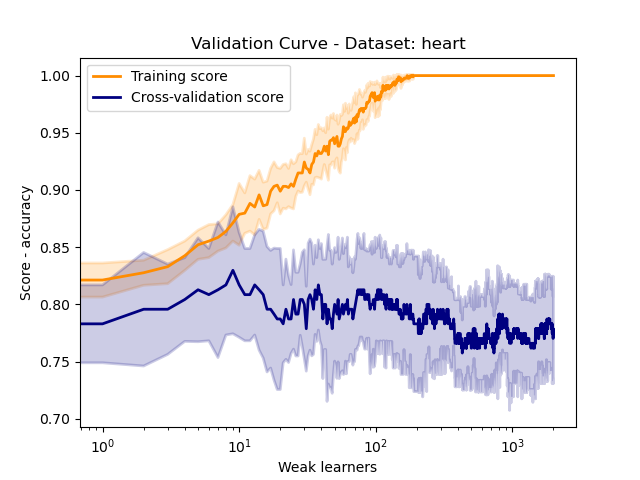 Validation Curve - Dataset: heart
Training score
Cross-validation score
Score - accuracy
1.00
0.95
0.90
0.85
0.80
0.75
0.70
10⁰ 10¹ 10² 10³
Weak learners